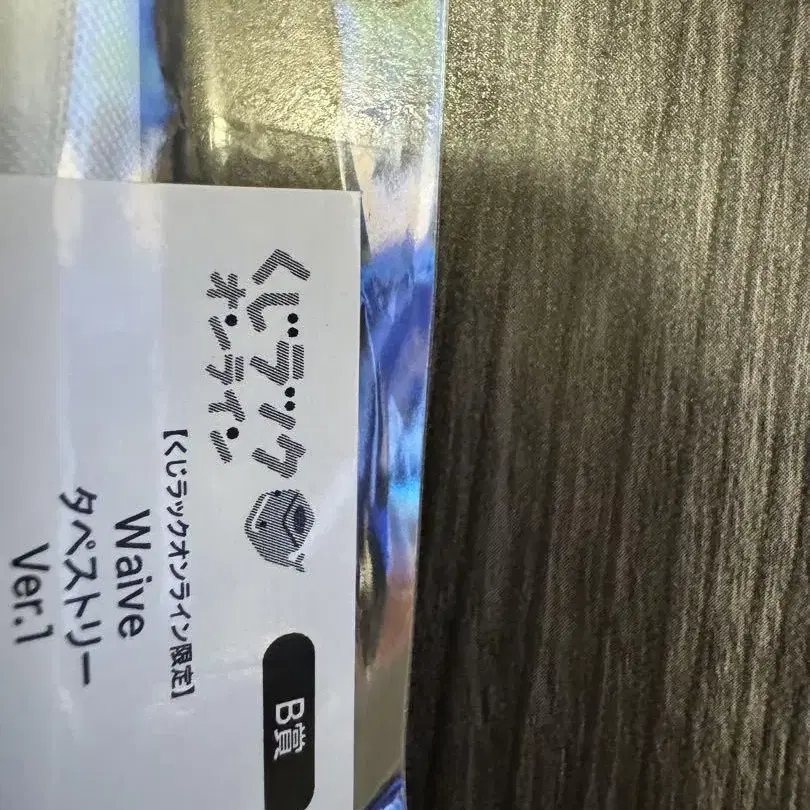 くじラック
オンライン
【くじラックオンライン限定】
Waive
タペストリー
Ver.1
B賞